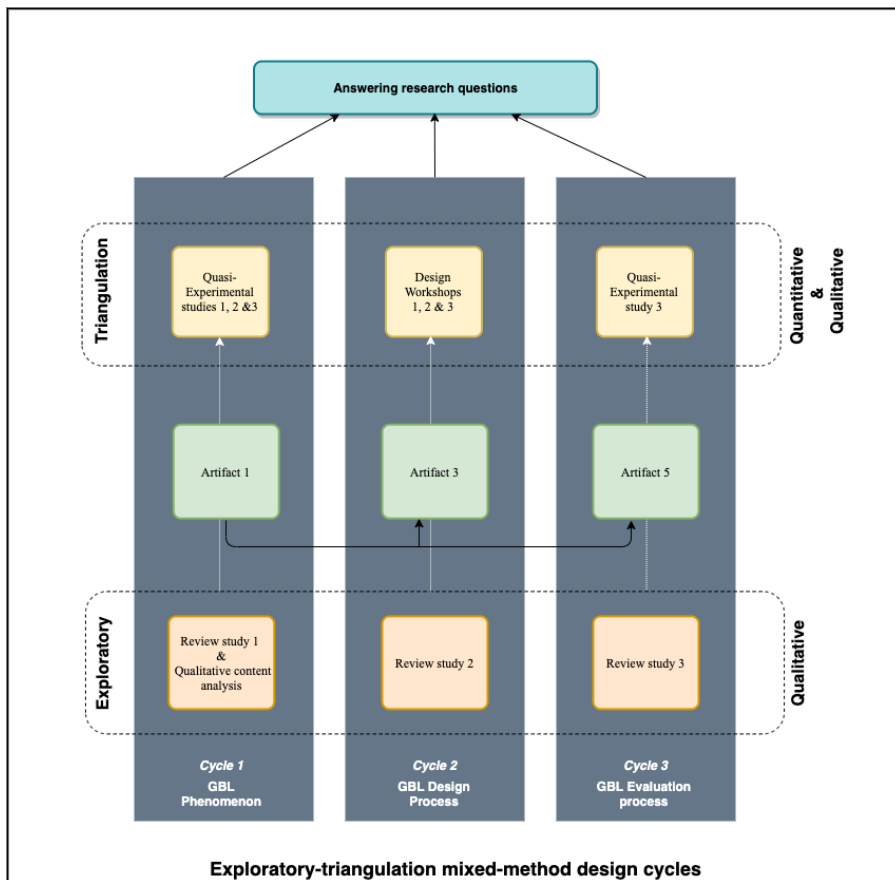 Answering research questions
Triangulation
Quasi-
Experimental
studies 1, 2 &3
Design
Workshops
1, 2 & 3
Quasi-
Experimental
study 3
Quantitative
&
Qualitative
Artifact 1
Artifact 3
Artifact 5
Exploratory
Review study 1
&
Qualitative content
analysis
Review study 2
Review study 3
Qualitative
Cycle 1
GBL
Phenomenon
Cycle 2
GBL Design
Process
Cycle 3
GBL Evaluation
process
Exploratory-triangulation mixed-method design cycles